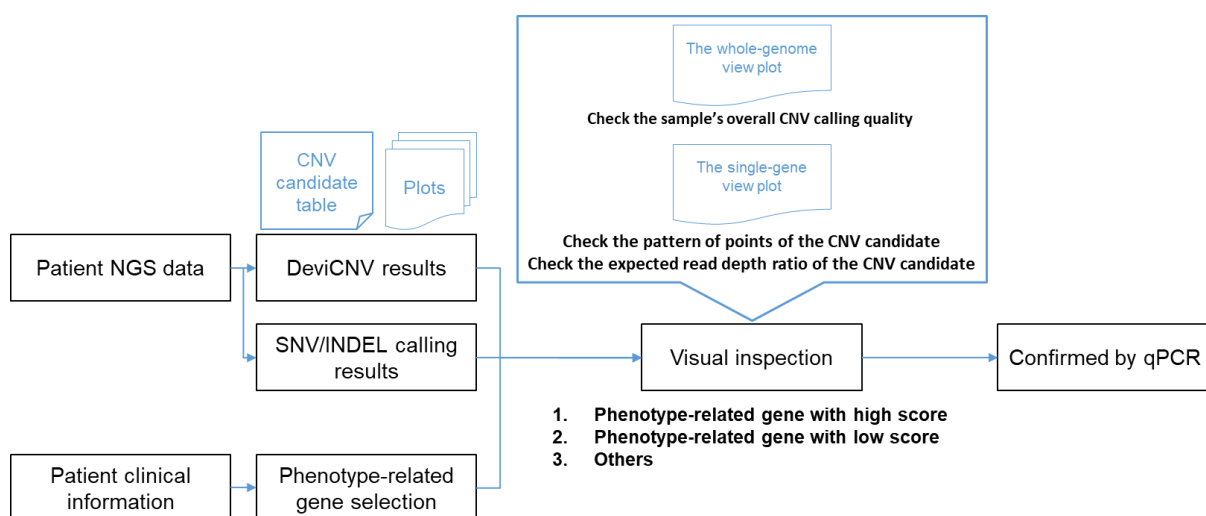 The whole-genome
view plot
Check the sample's overall CNV calling quality
The single-gene
view plot
Check the pattern of points of the CNV candidate
Check the expected read depth ratio of the CNV candidate
CNV
candidate
table
Plots
Patient NGS data
DeviCNV results
SNV/INDEL calling
results
Visual inspection
Confirmed by qPCR
1. Phenotype-related gene with high score
2. Phenotype-related gene with low score
3. Others
Patient clinical
information
Phenotype-related
gene selection